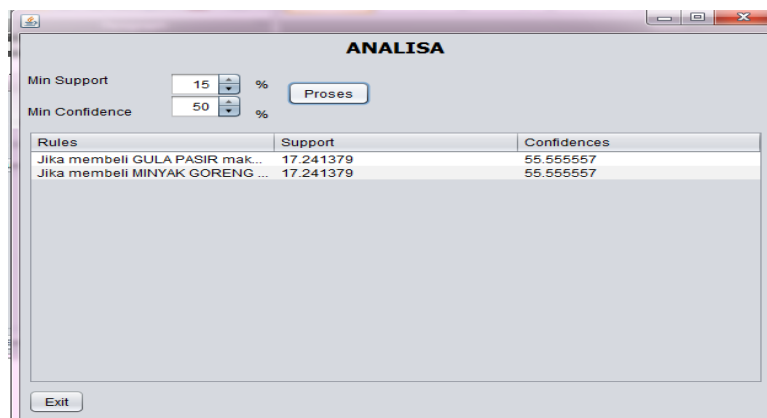 ANALISA
Min Support 15 % Proses
Min Confidence 50 %
Rules Support Confidences
Jika membeli GULA PASIR mak... 17.241379 55.555557
Jika membeli MINYAK GORENG ... 17.241379 55.555557
Exit